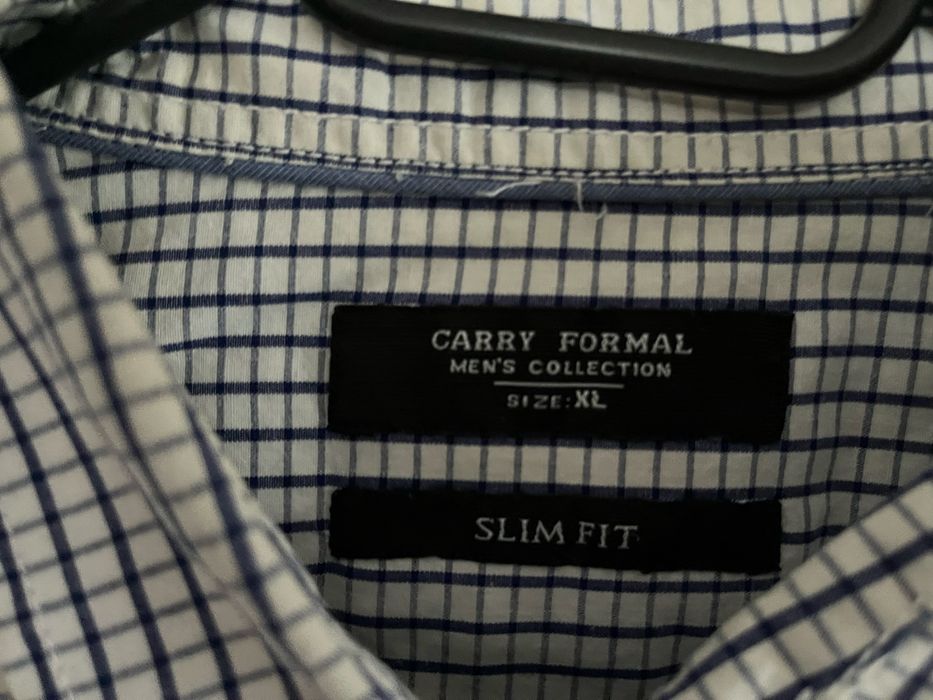 CARRY FORMAL
MEN'S COLLECTION
SIZE: XL
SLIM FIT